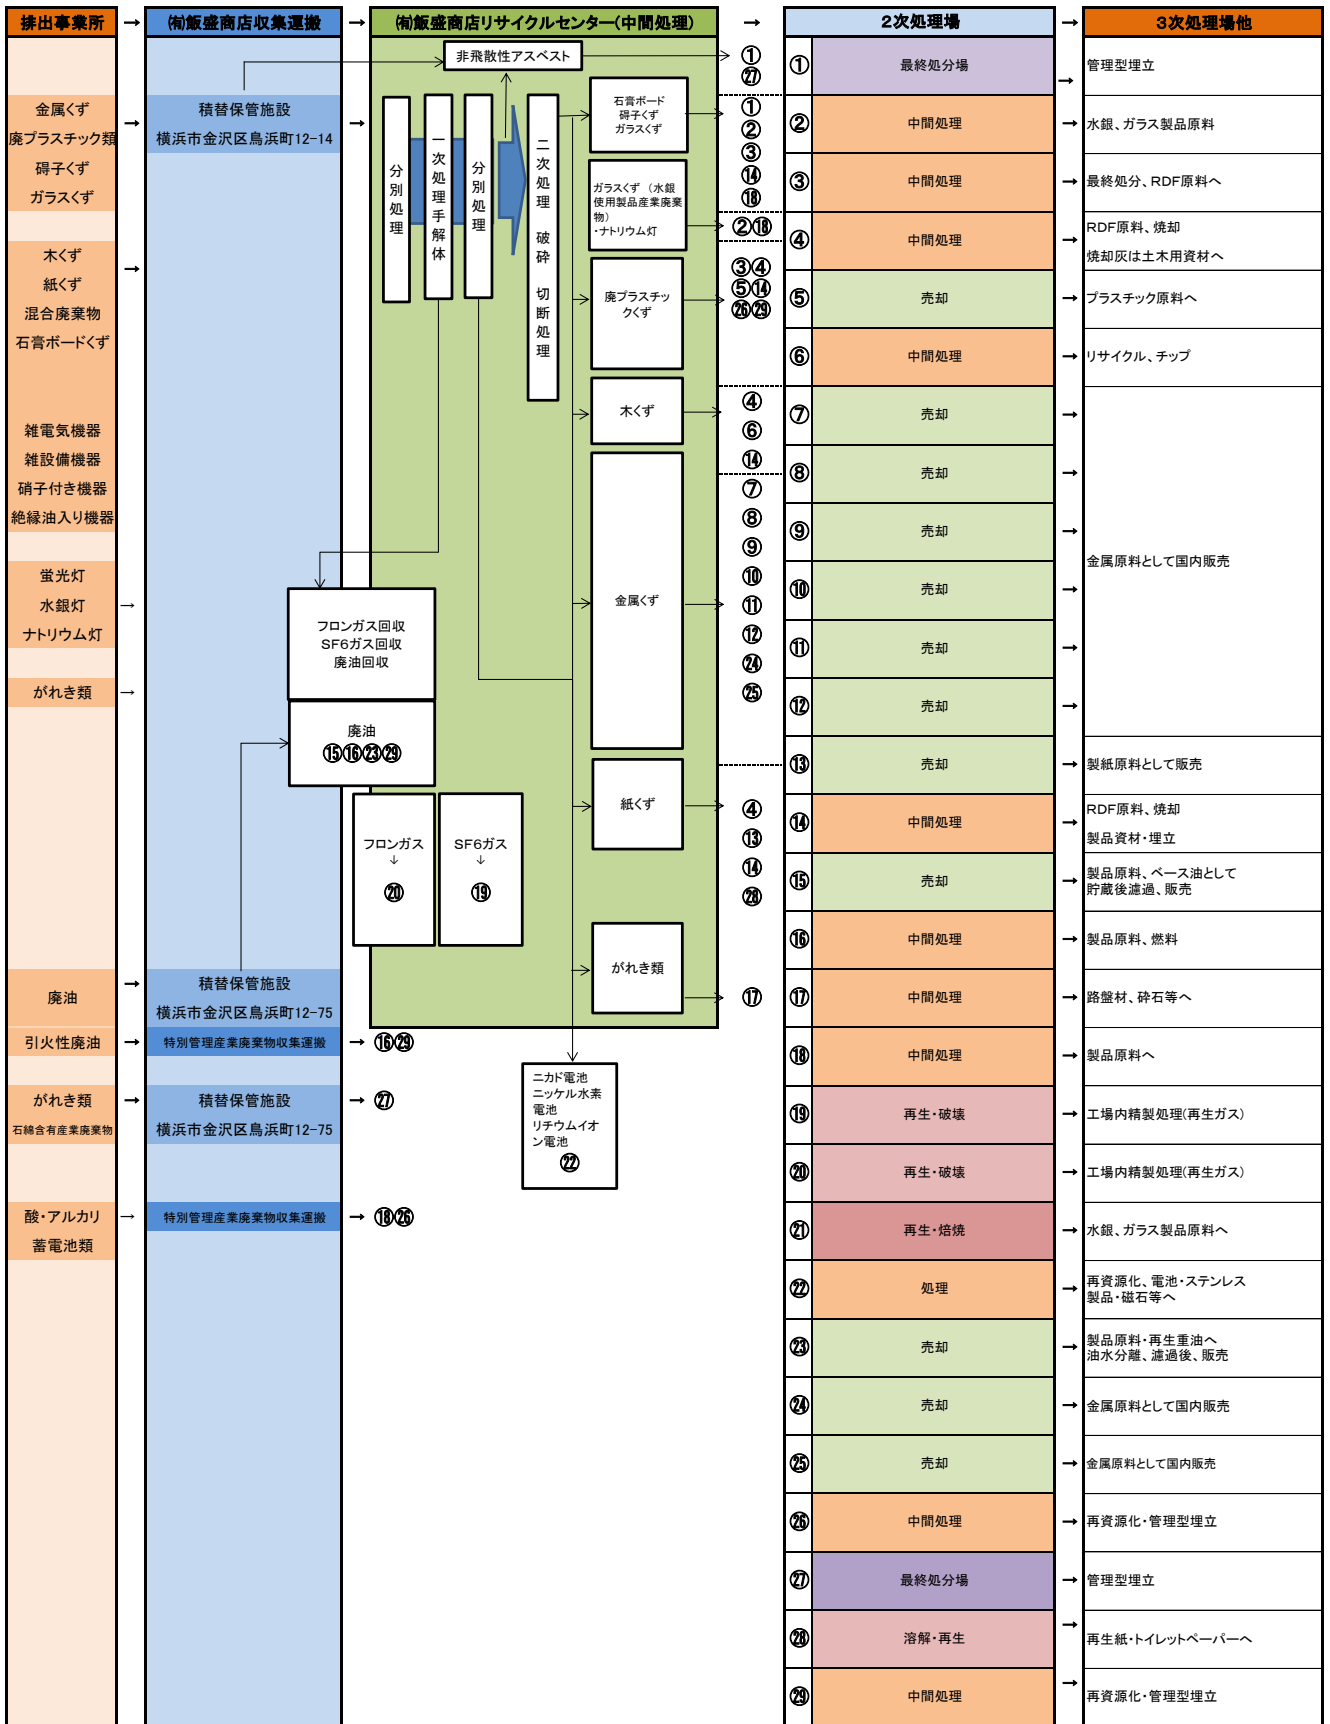 排出事業所
→
㈲飯盛商店収集運搬
→
㈲飯盛商店リサイクルセンター(中間処理)
→
2次処理場
→
3次処理場他
金属くず
廃プラスチック類
碍子くず
ガラスくず
→
木くず
紙くず
混合廃棄物
石膏ボードくず
→
雑電気機器
雑設備機器
硝子付き機器
絶縁油入り機器
蛍光灯
水銀灯
ナトリウム灯
→
がれき類
→
廃油
→
引火性廃油
→
がれき類
石綿含有産業廃棄物
→
酸・アルカリ
蓄電池類
→
積替保管施設
横浜市金沢区鳥浜町12-14
→
積替保管施設
横浜市金沢区鳥浜町12-75
特別管理産業廃棄物収集運搬
→
⑯㉙
積替保管施設
横浜市金沢区鳥浜町12-75
→
㉗
特別管理産業廃棄物収集運搬
→
⑱㉖
非飛散性アスベスト
分別処理
一次処理手解体
分別処理
二次処理 破砕 切断処理
石膏ボード
碍子くず
ガラスくず
ガラスくず (水銀
使用製品産業廃棄
物)
・ナトリウム灯
廃プラスチッ
クくず
木くず
金属くず
紙くず
がれき類
フロンガス回収
SF6ガス回収
廃油回収
廃油
⑮⑯㉓㉙
フロンガス
↓
⑳
SF6ガス
↓
⑲
ニカド電池
ニッケル水素
電池
リチウムイオ
ン電池
㉒
①
㉗
①
②
③
⑭
⑱
②⑱
③④
⑤⑭
㉖㉙
④
⑥
⑭
⑦
⑧
⑨
⑩
⑪
⑫
㉔
㉕
④
⑬
⑭
㉘
⑰
① 最終処分場 → 管理型埋立
② 中間処理 → 水銀、ガラス製品原料
③ 中間処理 → 最終処分、RDF原料へ
④ 中間処理 → RDF原料、焼却
焼却灰は土木用資材へ
⑤ 売却 → プラスチック原料へ
⑥ 中間処理 → リサイクル、チップ
⑦ 売却 →
⑧ 売却 →
⑨ 売却 →
金属原料として国内販売
⑩ 売却 →
⑪ 売却 →
⑫ 売却 →
⑬ 売却 → 製紙原料として販売
⑭ 中間処理 → RDF原料、焼却
製品資材・埋立
⑮ 売却 → 製品原料、ベース油として
貯蔵後濾過、販売
⑯ 中間処理 → 製品原料、燃料
⑰ 中間処理 → 路盤材、砕石等へ
⑱ 中間処理 → 製品原料へ
⑲ 再生・破壊 → 工場内精製処理(再生ガス)
⑳ 再生・破壊 → 工場内精製処理(再生ガス)
㉑ 再生・焙焼 → 水銀、ガラス製品原料へ
㉒ 処理 → 再資源化、電池・ステンレス
製品・磁石等へ
㉓ 売却 → 製品原料・再生重油へ
油水分離、濾過後、販売
㉔ 売却 → 金属原料として国内販売
㉕ 売却 → 金属原料として国内販売
㉖ 中間処理 → 再資源化・管理型埋立
㉗ 最終処分場 → 管理型埋立
㉘ 溶解・再生 → 再生紙・トイレットペーパーへ
㉙ 中間処理 → 再資源化・管理型埋立